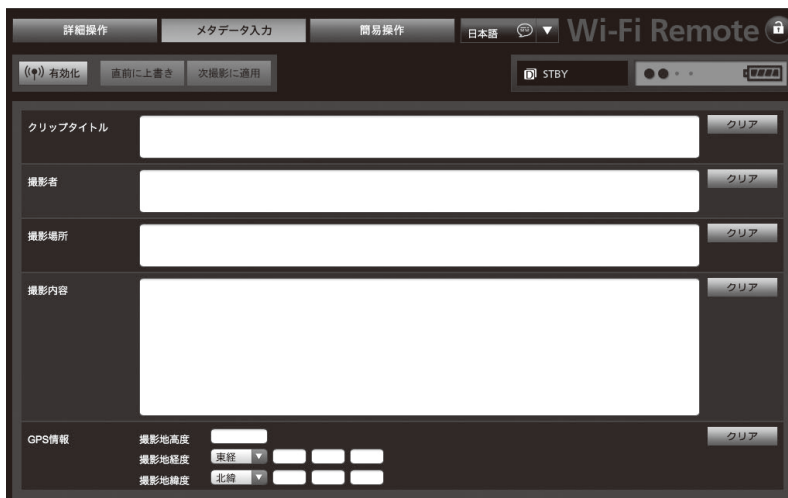 詳細操作 メタデータ入力 簡易操作 日本語 Wi-Fi Remote
有効化 直前に上書き 次撮影に適用 D STBY
クリップタイトル クリア
撮影者 クリア
撮影場所 クリア
撮影内容 クリア
GPS情報 撮影地高度 クリア
撮影地経度 東経
撮影地緯度 北緯